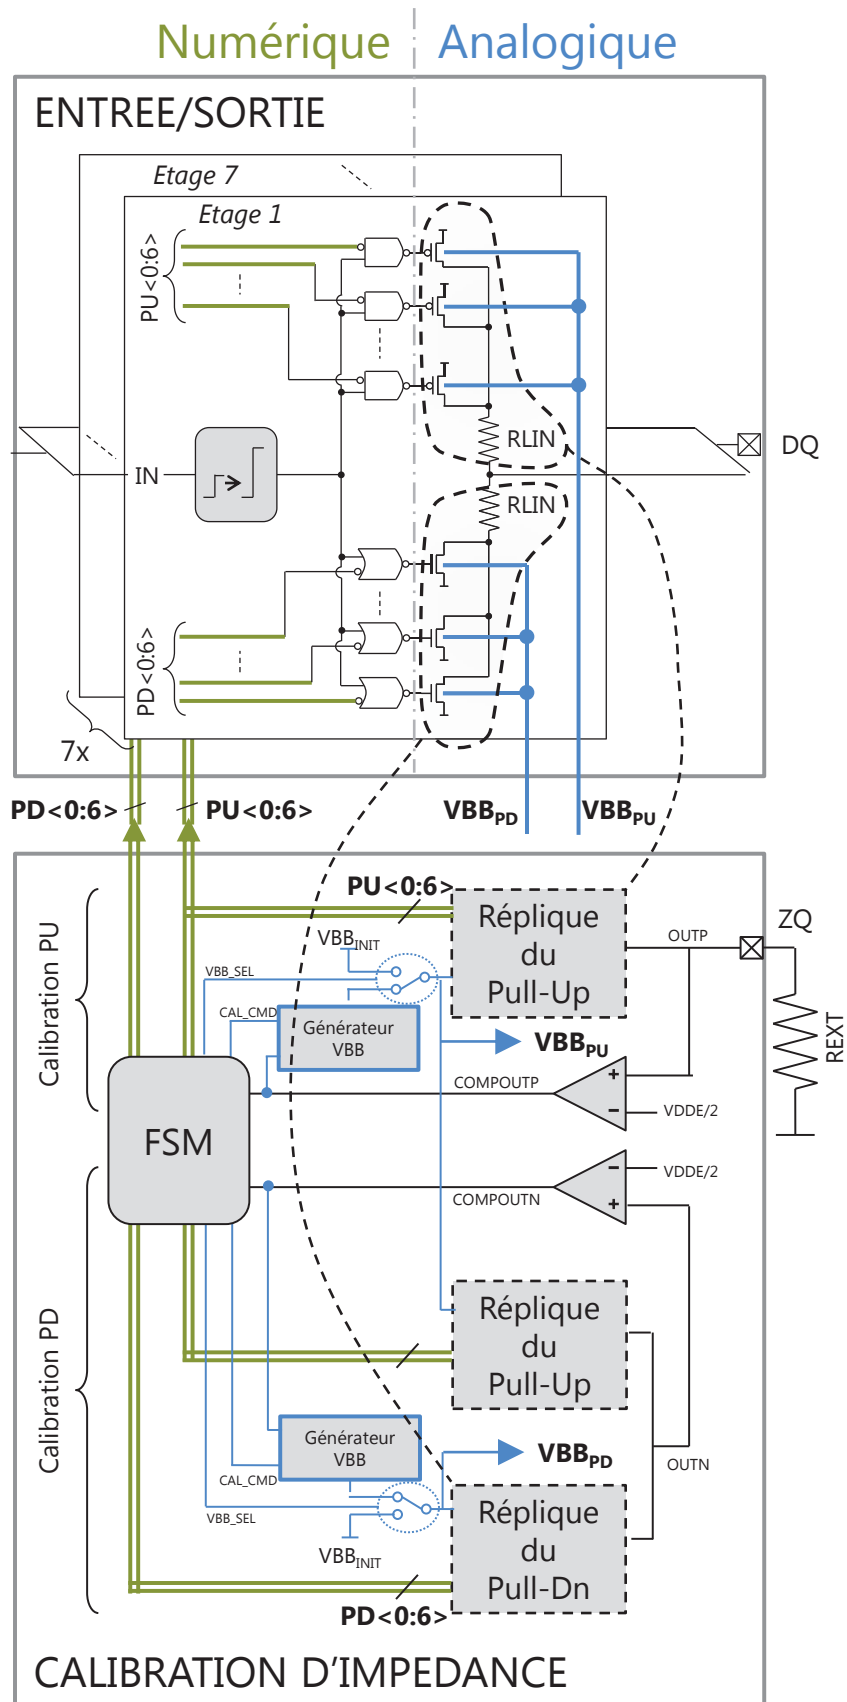 Numérique
Analogique
ENTREE/SORTIE
Etage 7
Etage 1
PU<0:6>
RLIN
DQ
IN
RLIN
PD<0:6>
7x
PD<0:6>
PU<0:6>
VBBPD
VBBPU
PU<0:6>
Calibration PU
VBBINIT
Réplique
du
Pull-Up
OUTP
ZQ
VBB_SEL
CAL_CMD
Générateur
VBB
VBBPU
REXT
COMPOUTP
+
−
VDDE/2
FSM
−
+
VDDE/2
COMPOUTN
Calibration PD
Réplique
du
Pull-Up
Générateur
VBB
VBBPD
OUTN
CAL_CMD
VBB_SEL
Réplique
du
Pull-Dn
VBBINIT
PD<0:6>
CALIBRATION D'IMPEDANCE